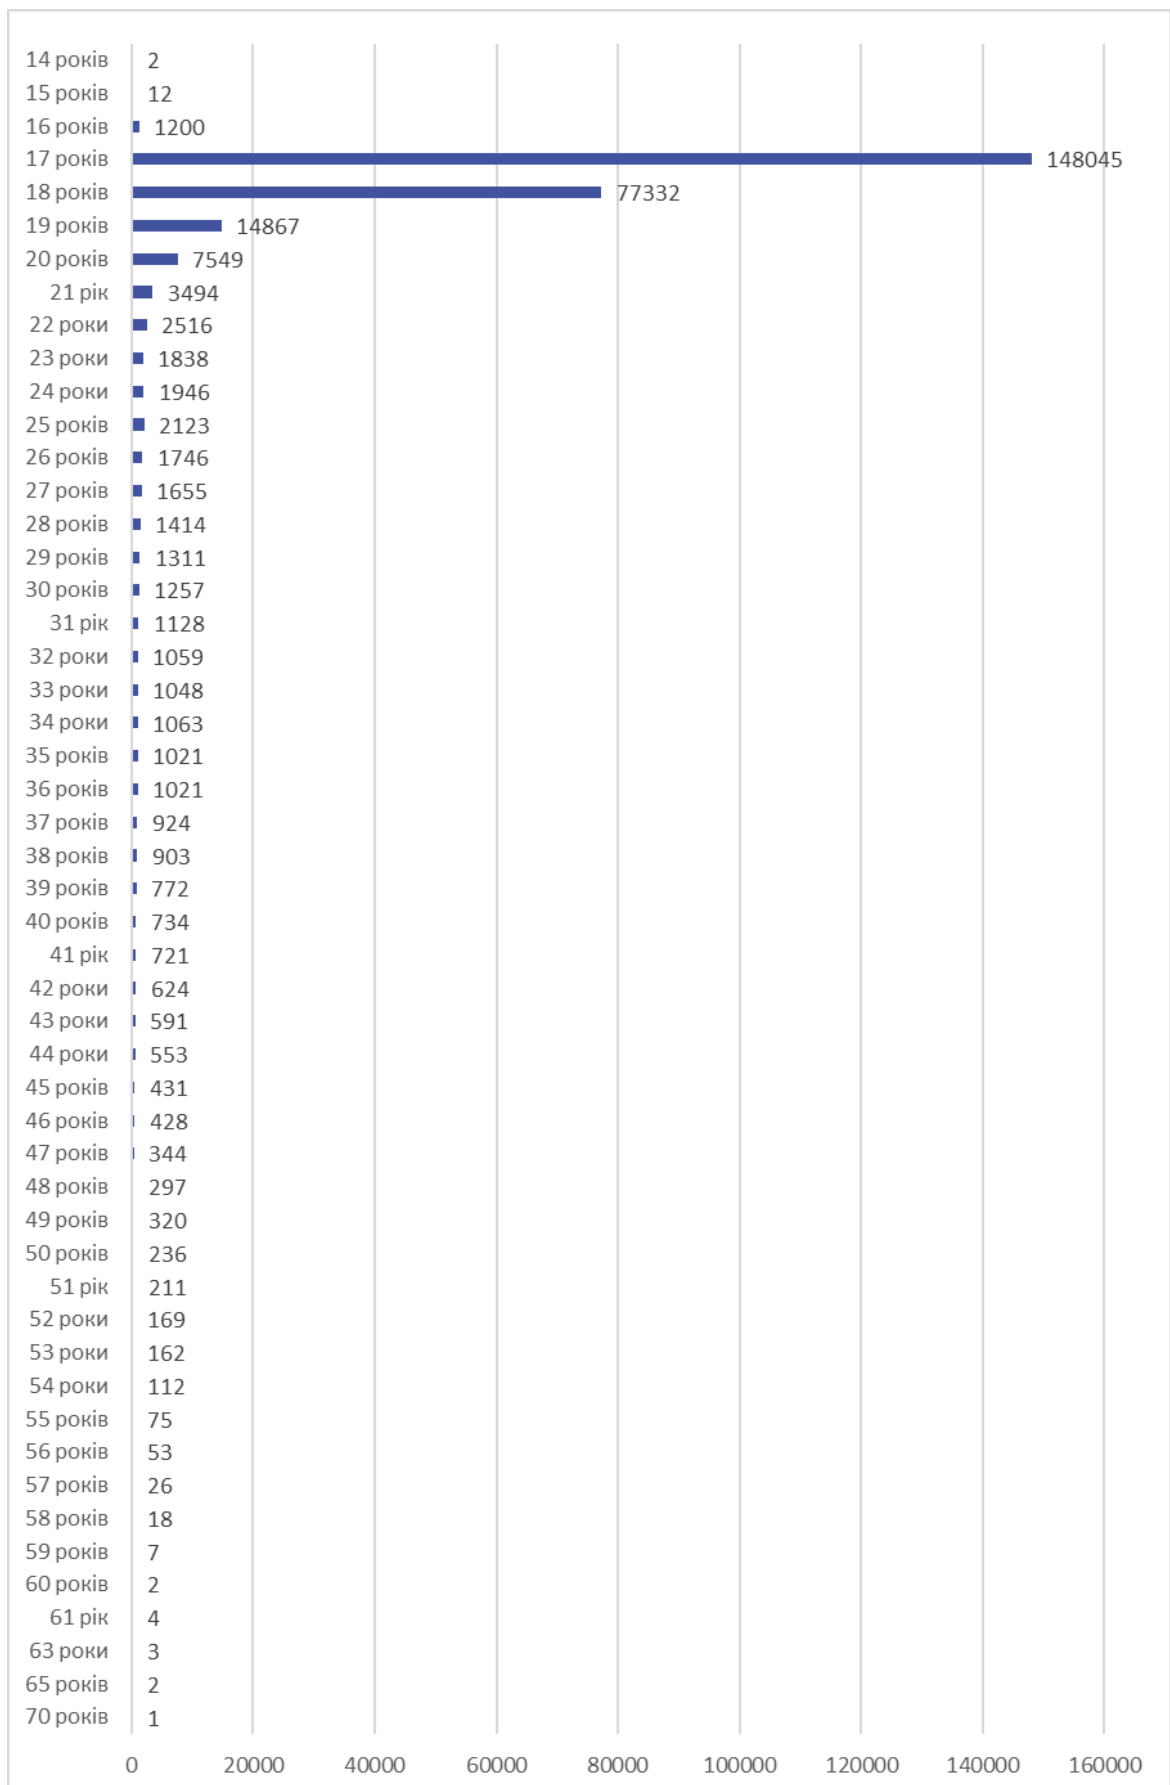 14 років 2
15 років 12
16 років 1200
17 років 148045
18 років 77332
19 років 14867
20 років 7549
21 рік 3494
22 роки 2516
23 роки 1838
24 роки 1946
25 років 2123
26 років 1746
27 років 1655
28 років 1414
29 років 1311
30 років 1257
31 рік 1128
32 роки 1059
33 роки 1048
34 роки 1063
35 років 1021
36 років 1021
37 років 924
38 років 903
39 років 772
40 років 734
41 рік 721
42 роки 624
43 роки 591
44 роки 553
45 років 431
46 років 428
47 років 344
48 років 297
49 років 320
50 років 236
51 рік 211
52 роки 169
53 роки 162
54 роки 112
55 років 75
56 років 53
57 років 26
58 років 18
59 років 7
60 років 2
61 рік 4
63 роки 3
65 років 2
70 років 1
0 20000 40000 60000 80000 100000 120000 140000 160000